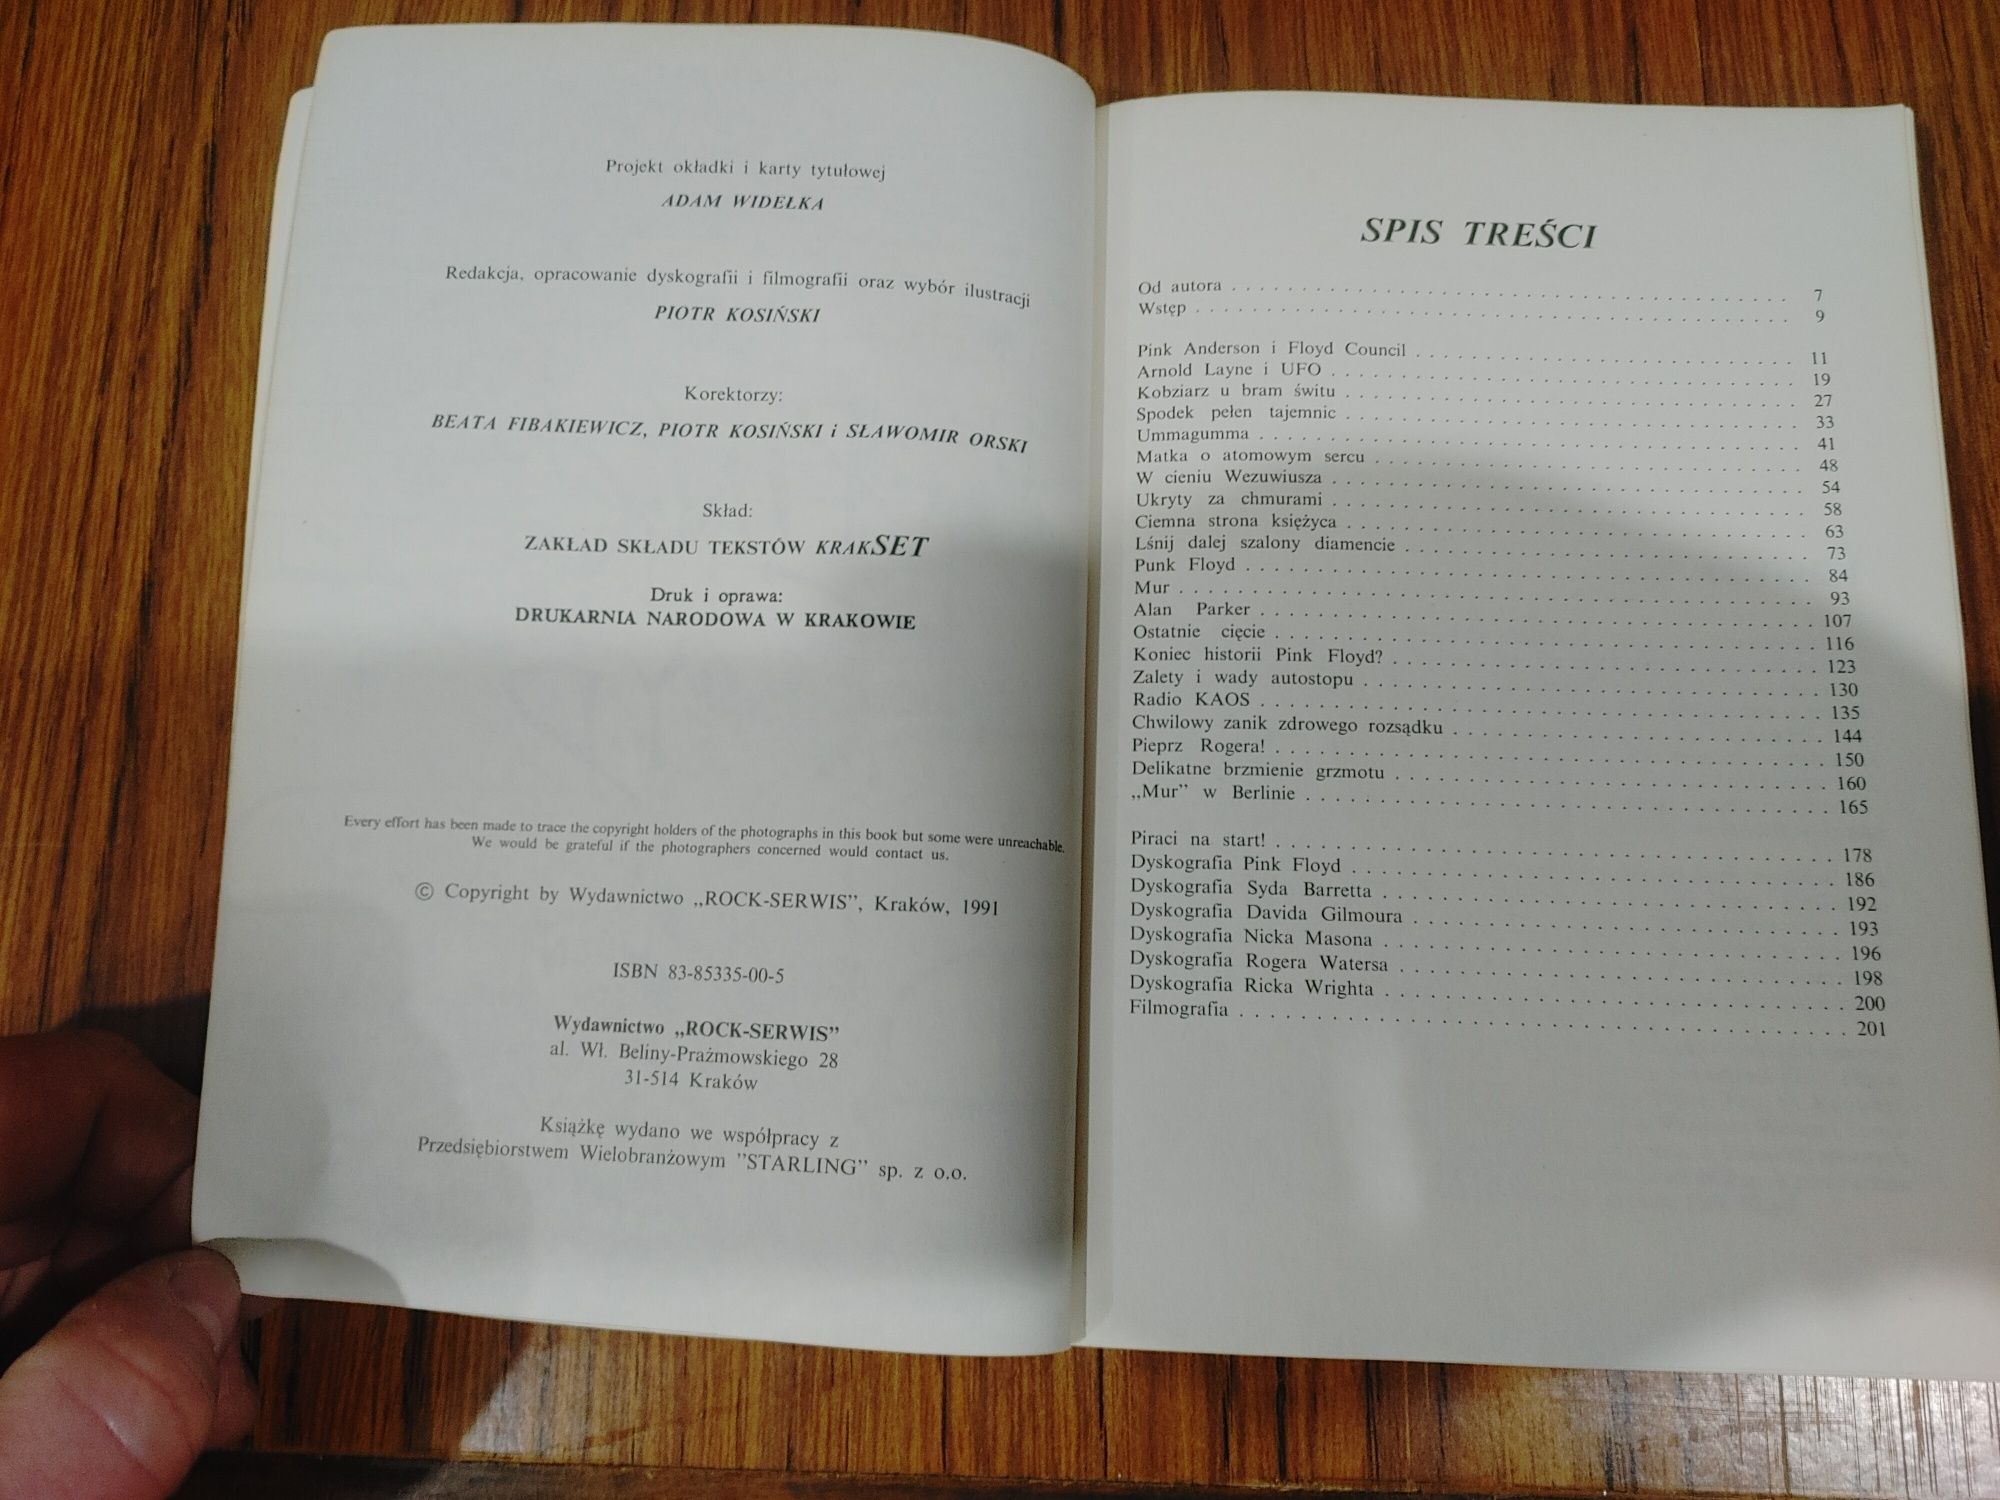 Projekt okładki i karty tytułowej
ADAM WIDEŁKA
Redakcja, opracowanie dyskografii i filmografii oraz wybór ilustracji
PIOTR KOSIŃSKI
Korektorzy:
BEATA FIBAKIEWICZ, PIOTR KOSIŃSKI i SŁAWOMIR ORSKI
Skład:
ZAKŁAD SKŁADU TEKSTÓW KRAKSET
Druk i oprawa:
DRUKARNIA NARODOWA W KRAKOWIE
Every effort has been made to trace the copyright holders of the photographs in this book but some were unreachable.
We would be grateful if the photographers concerned would contact us.
© Copyright by Wydawnictwo „ROCK-SERWIS”, Kraków, 1991
ISBN 83-85335-00-5
Wydawnictwo „ROCK-SERWIS”
al. Wł. Beliny-Prażmowskiego 28
31-514 Kraków
Książkę wydano we współpracy z
Przedsiębiorstwem Wielobranżowym ”STARLING” sp. z o.o.
SPIS TREŚCI
Od autora . . . . . . . . . . 7
Wstęp . . . . . . . . . . 9
Pink Anderson i Floyd Council . . . . . . . . . . 11
Arnold Layne i UFO . . . . . . . . . . 19
Kobziarz u bram świtu . . . . . . . . . . 27
Spodek pełen tajemnic . . . . . . . . . . 33
Ummagumma . . . . . . . . . . 41
Matka o atomowym sercu . . . . . . . . . . 48
W cieniu Wezuwiusza . . . . . . . . . . 54
Ukryty za chmurami . . . . . . . . . . 58
Ciemna strona księżyca . . . . . . . . . . 63
Lśnij dalej szalony diamencie . . . . . . . . . . 73
Punk Floyd . . . . . . . . . . 84
Mur . . . . . . . . . . 93
Alan Parker . . . . . . . . . . 107
Ostatnie cięcie . . . . . . . . . . 116
Koniec historii Pink Floyd? . . . . . . . . . . 123
Zalety i wady autostopu . . . . . . . . . . 130
Radio KAOS . . . . . . . . . . 135
Chwilowy zanik zdrowego rozsądku . . . . . . . . . . 144
Pieprz Rogera! . . . . . . . . . . 150
Delikatne brzmienie grzmotu . . . . . . . . . . 160
„Mur” w Berlinie . . . . . . . . . . 165
Piraci na start! . . . . . . . . . . 178
Dyskografia Pink Floyd . . . . . . . . . . 186
Dyskografia Syda Barretta . . . . . . . . . . 192
Dyskografia Davida Gilmoura . . . . . . . . . . 193
Dyskografia Nicka Masona . . . . . . . . . . 196
Dyskografia Rogera Watersa . . . . . . . . . . 198
Dyskografia Ricka Wrighta . . . . . . . . . . 200
Filmografia . . . . . . . . . . 201